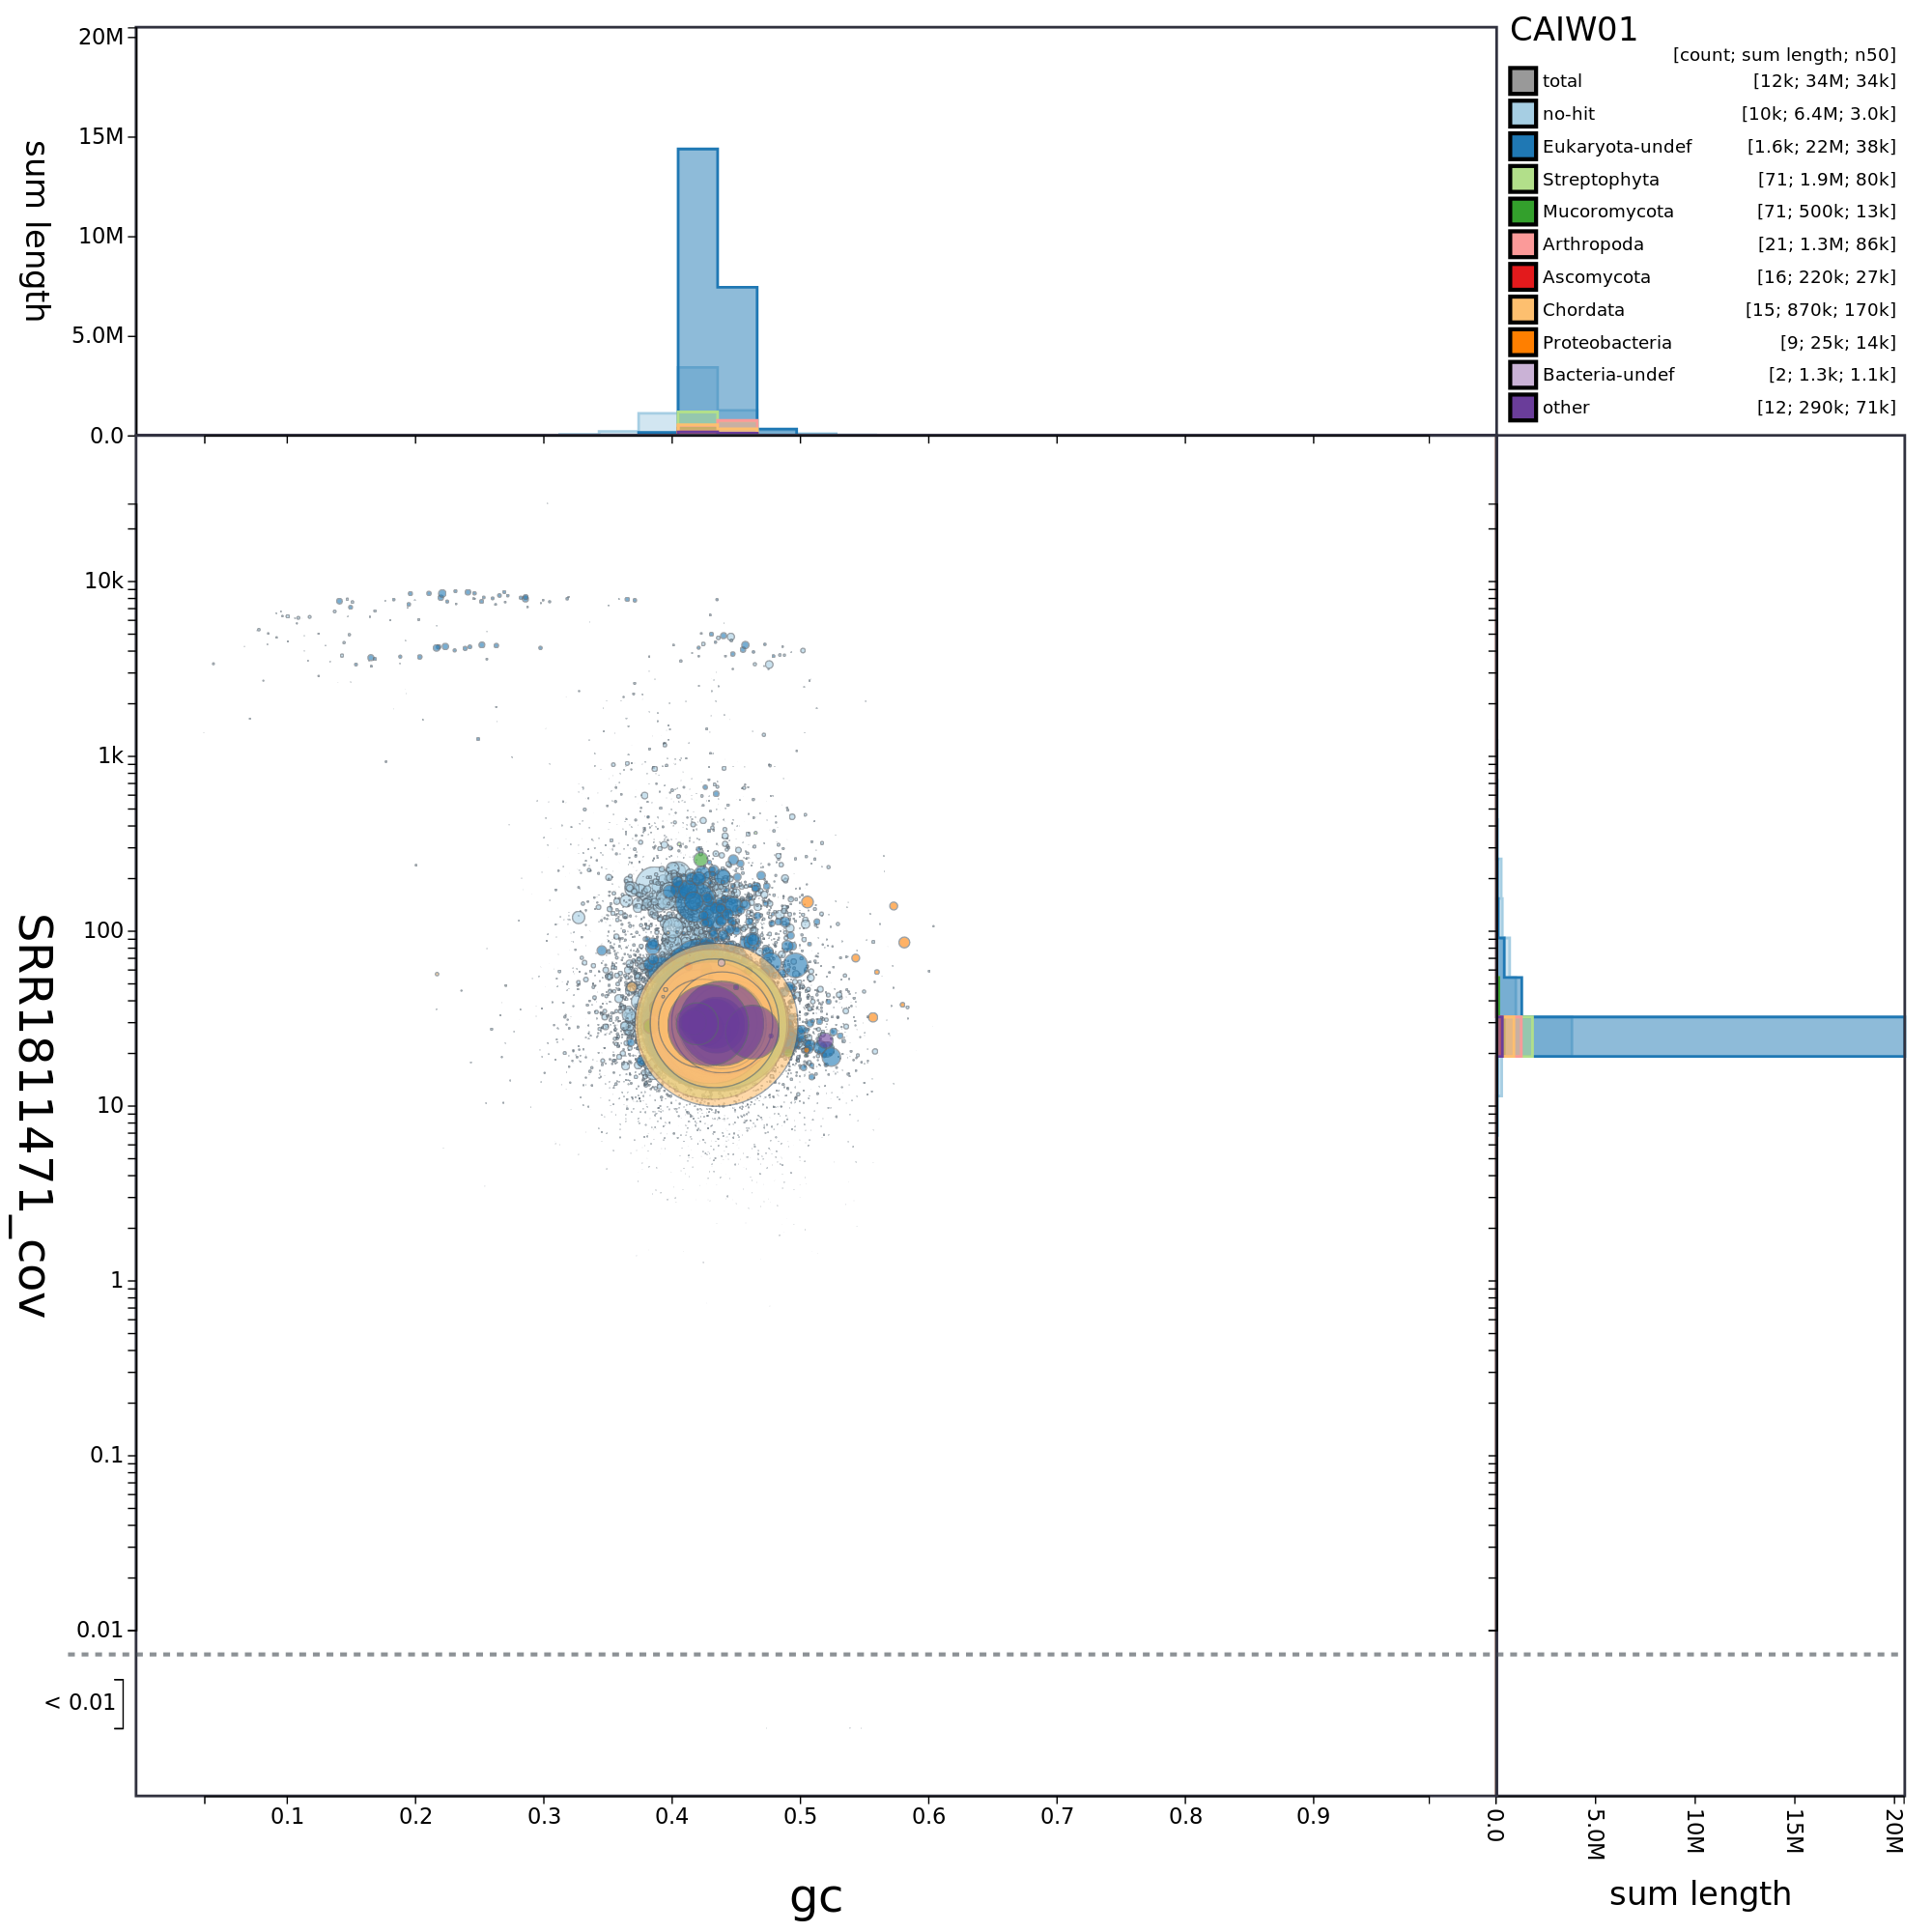 CAIW01
[count; sum length; n50]
total [12k; 34M; 34k]
no-hit [10k; 6.4M; 3.0k]
Eukaryota-undef [1.6k; 22M; 38k]
Streptophyta [71; 1.9M; 80k]
Mucoromycota [71; 500k; 13k]
Arthropoda [21; 1.3M; 86k]
Ascomycota [16; 220k; 27k]
Chordata [15; 870k; 170k]
Proteobacteria [9; 25k; 14k]
Bacteria-undef [2; 1.3k; 1.1k]
other [12; 290k; 71k]
sum length
20M
15M
10M
5.0M
0.0
SRR1811471_cov
10k
1k
100
10
1
0.1
0.01
< 0.01
0.1 0.2 0.3 0.4 0.5 0.6 0.7 0.8 0.9
gc
0.0 5.0M 10M 15M 20M
sum length